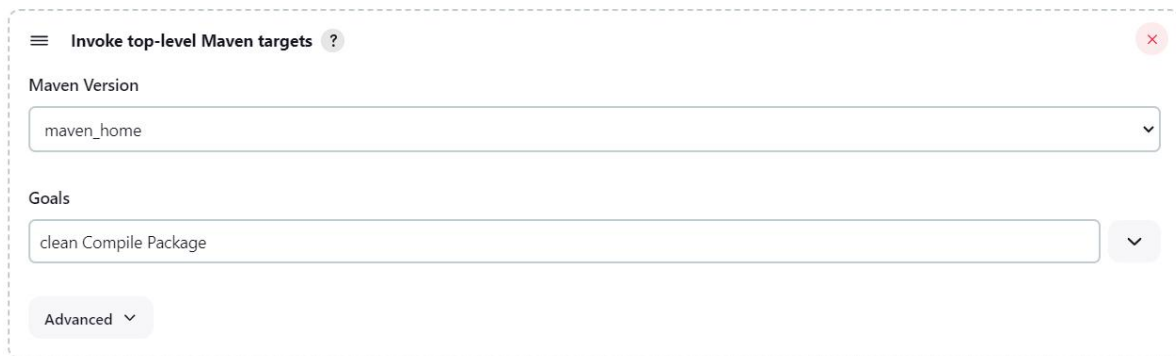 Invoke top-level Maven targets ?
Maven Version
maven_home
Goals
clean Compile Package
Advanced